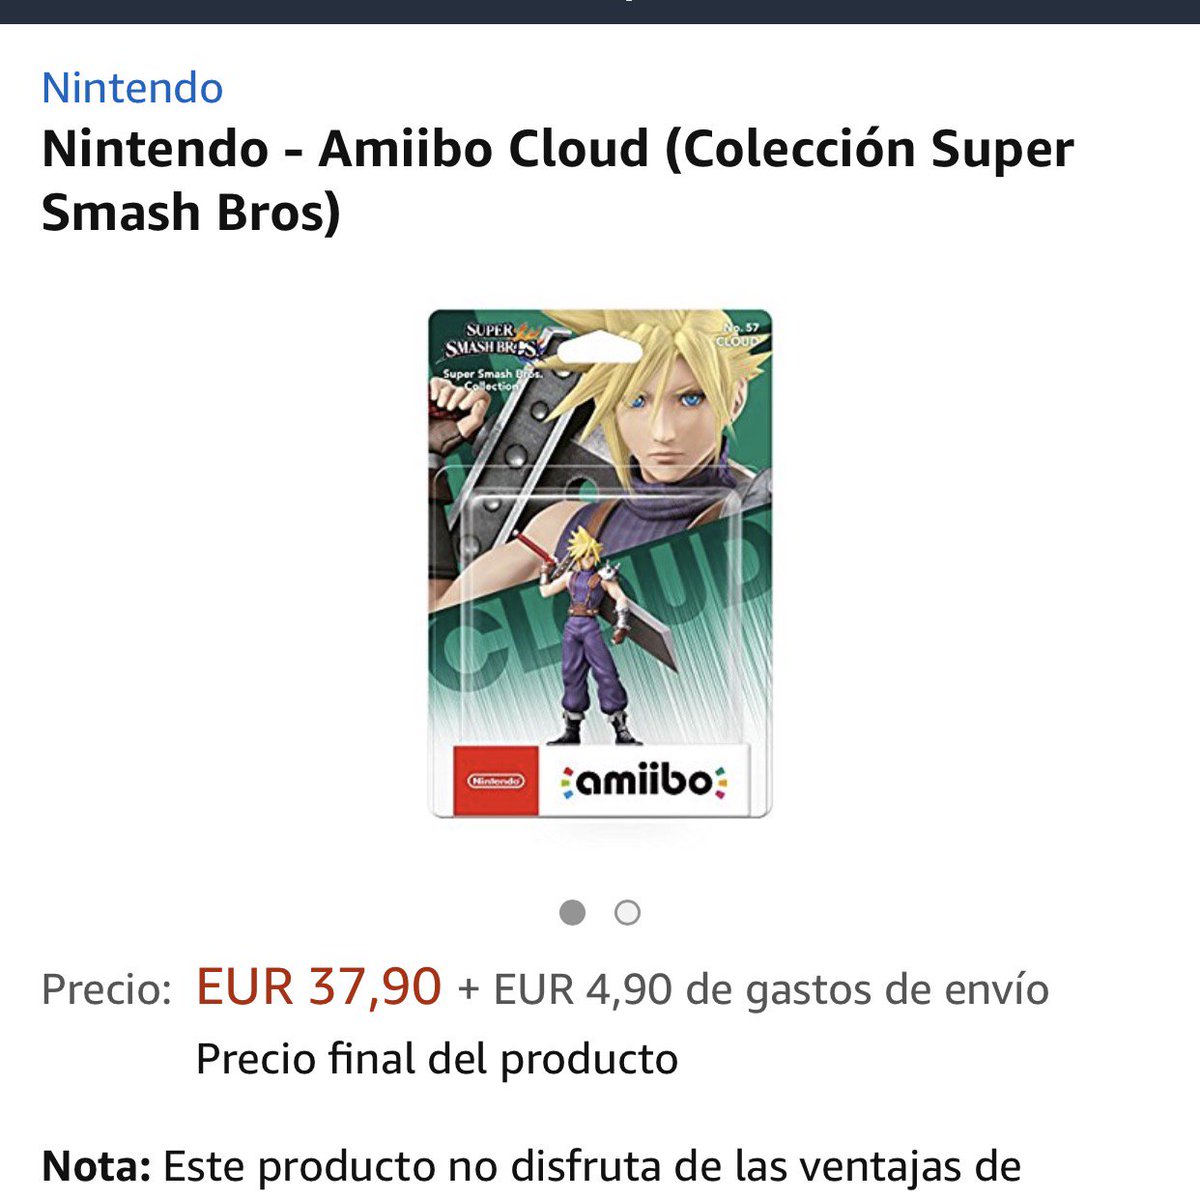 Nintendo
Nintendo - Amiibo Cloud (Colección Super
Smash Bros)
SUPER
SMASH BROS.
Super Smash Bros.
Collection
No. 57
CLOUD
CLOUD
Nintendo
amiibo
Precio: EUR 37,90 + EUR 4,90 de gastos de envío
Precio final del producto
Nota: Este producto no disfruta de las ventajas de